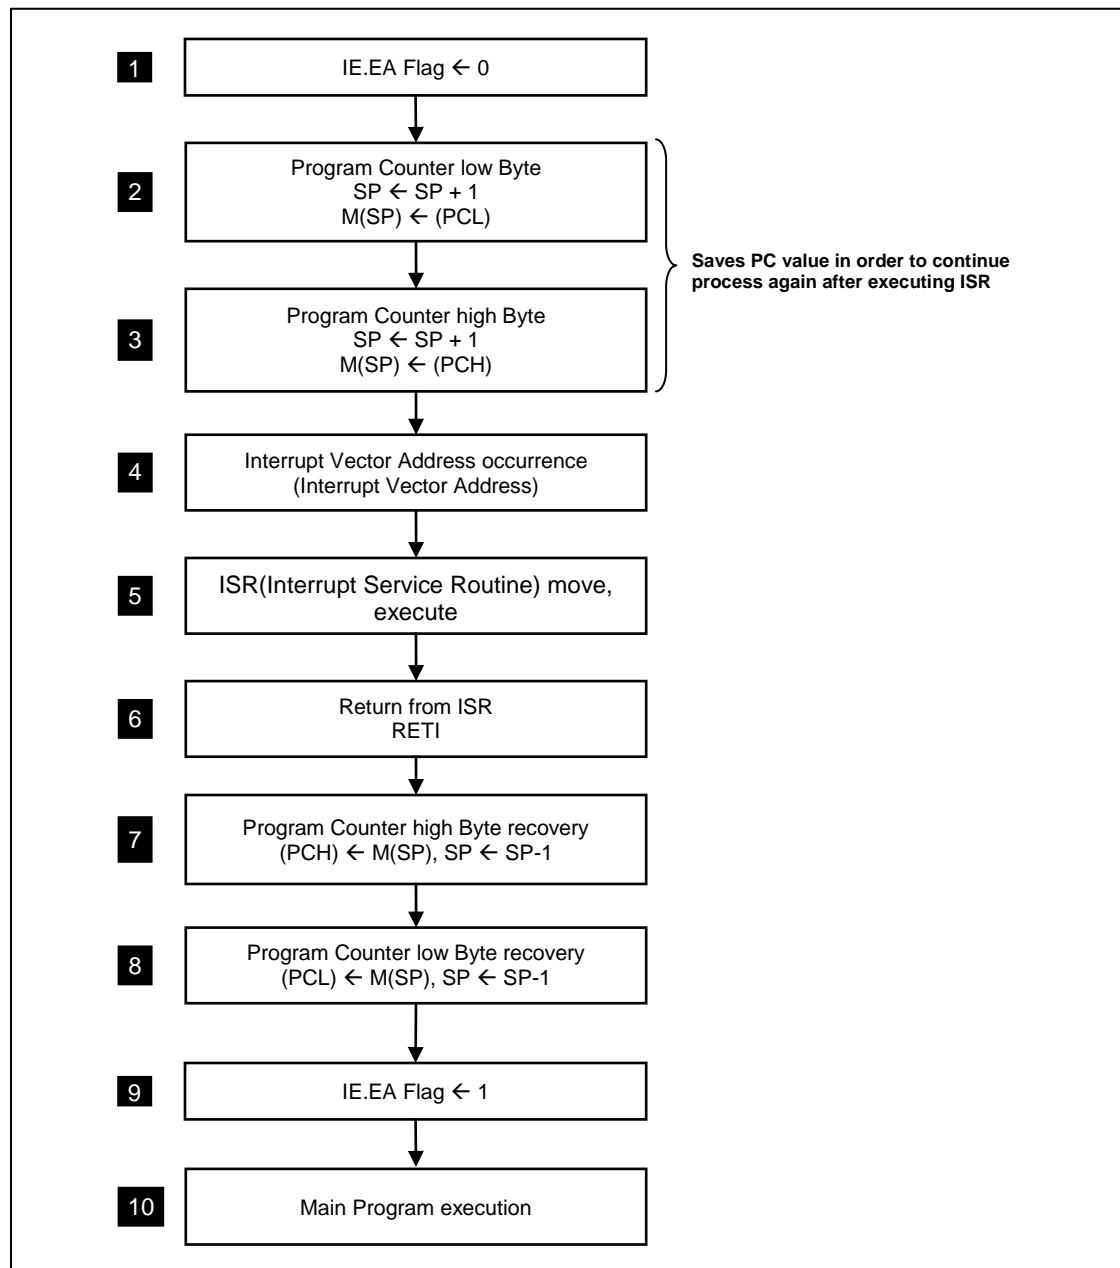 1
IE.EA Flag ← 0
2
Program Counter low Byte
SP ← SP + 1
M(SP) ← (PCL)
Saves PC value in order to continue
process again after executing ISR
3
Program Counter high Byte
SP ← SP + 1
M(SP) ← (PCH)
4
Interrupt Vector Address occurrence
(Interrupt Vector Address)
5
ISR(Interrupt Service Routine) move,
execute
6
Return from ISR
RETI
7
Program Counter high Byte recovery
(PCH) ← M(SP), SP ← SP-1
8
Program Counter low Byte recovery
(PCL) ← M(SP), SP ← SP-1
9
IE.EA Flag ← 1
10
Main Program execution